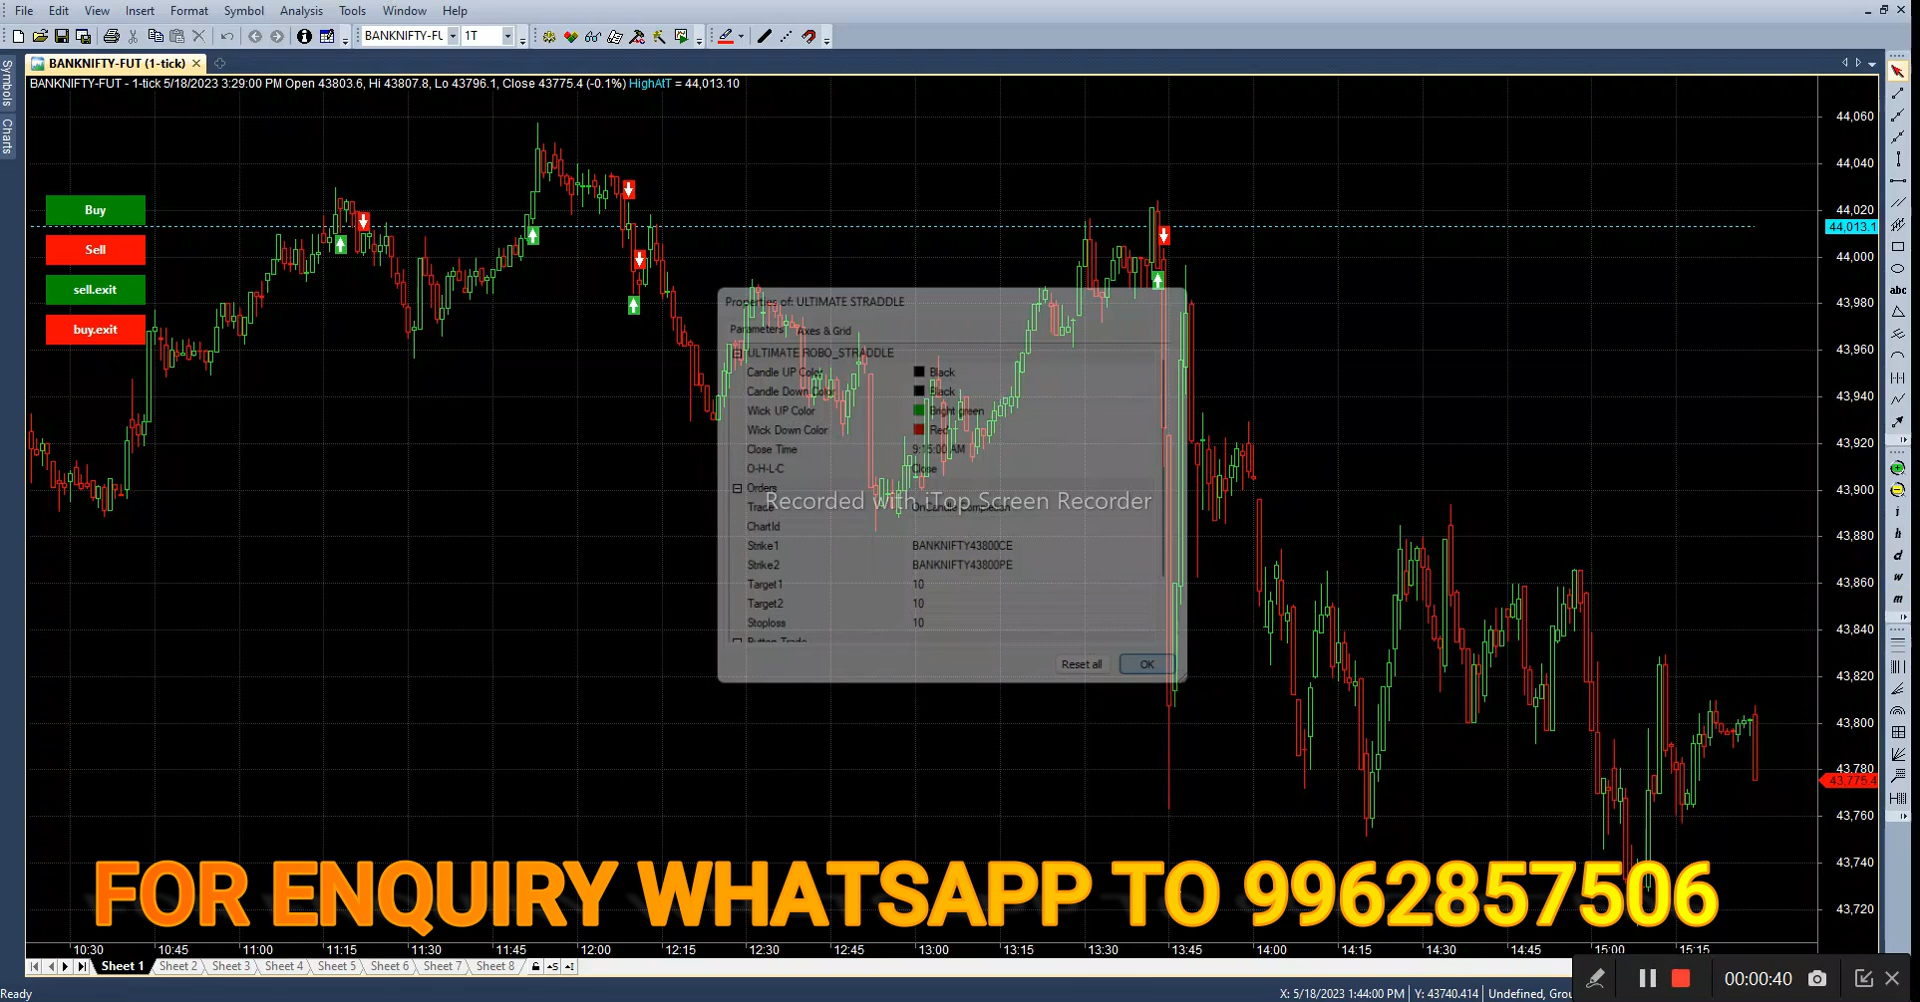 File Edit View Insert Format Symbol Analysis Tools Window Help
BANKNIFTY-FU 1T
BANKNIFTY-FUT (1-tick)
BANKNIFTY-FUT - 1-tick 5/18/2023 3:29:00 PM Open 43803.6, Hi 43807.8, Lo 43796.1, Close 43775.4 (-0.1%) HighAtT = 44,013.10
Symbols
Charts
Buy
Sell
sell.exit
buy.exit
Properties of: ULTIMATE STRADDLE
Parameters Axes & Grid
ULTIMATE ROBO_STRADDLE
Candle UP Color Black
Candle Down Color Black
Wick UP Color Bright green
Wick Down Color Red
Close Time 9:15:00 AM
O-H-L-C Close
Orders
Recorded with iTop Screen Recorder
Trade OnCandle Completion
ChartId
Strike1 BANKNIFTY43800CE
Strike2 BANKNIFTY43800PE
Target1 10
Target2 10
Stoploss 10
Button Trade
Reset all OK
44,060
44,040
44,020
44,013.1
44,000
43,980
43,960
43,940
43,920
43,900
43,880
43,860
43,840
43,820
43,800
43,780
43,775.4
43,760
43,740
43,720
abc
i
h
d
w
m
FOR ENQUIRY WHATSAPP TO 9962857506
10:30 10:45 11:00 11:15 11:30 11:45 12:00 12:15 12:30 12:45 13:00 13:15 13:30 13:45 14:00 14:15 14:30 14:45 15:00 15:15
Sheet 1 Sheet 2 Sheet 3 Sheet 4 Sheet 5 Sheet 6 Sheet 7 Sheet 8
00:00:40
Ready
X: 5/18/2023 1:44:00 PM Y: 43740.414 Undefined, Grou